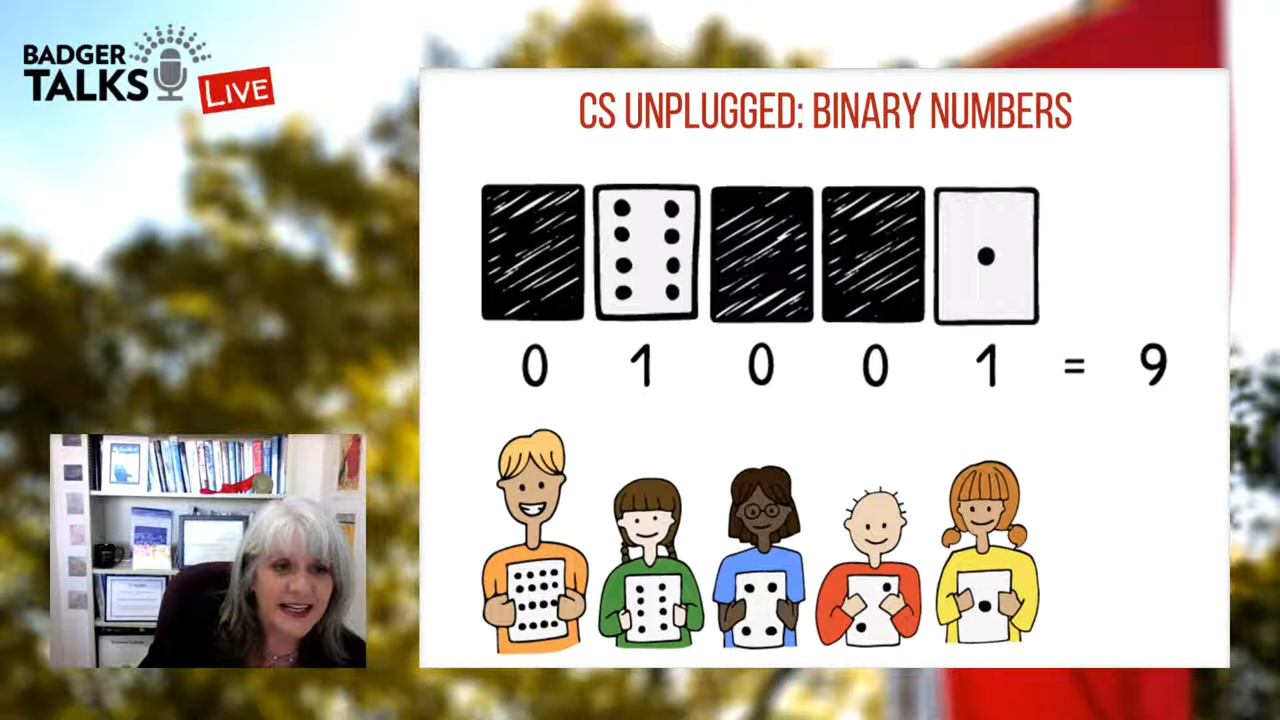 BADGER
TALKS
LIVE
CS UNPLUGGED: BINARY NUMBERS
0 1 0 0 1 = 9